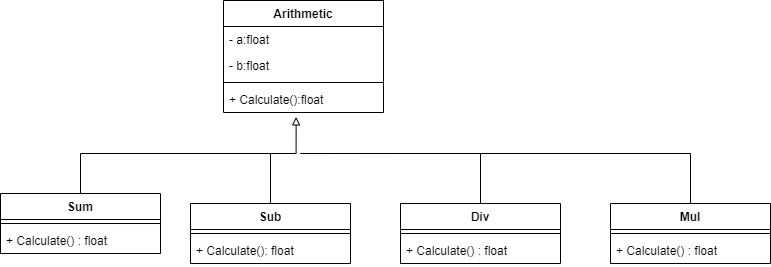 Arithmetic
- a:float
- b:float
+ Calculate():float
Sum
+ Calculate() : float
Sub
+ Calculate(): float
Div
+ Calculate() : float
Mul
+ Calculate() : float